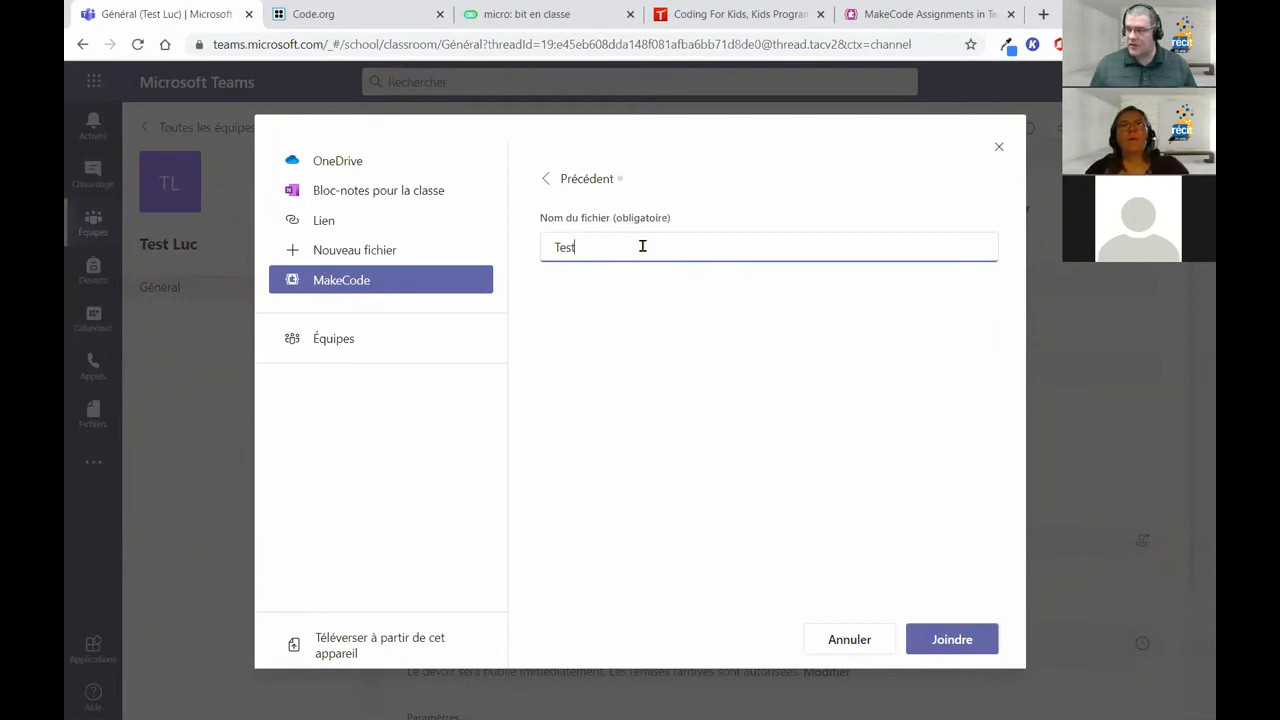 Général (Test Luc) | Microsoft
Code.org
micro: bit en classe
Coding For Kids, Kids Progran
MakeCode Assignments in Te
teams.microsoft.com/_#/school/classroom/Général?threadId=19:e45eb608dda148f081afba6bb71d8de0@thread.tacv2&ctx=channel
Microsoft Teams
Rechercher
Activité
Clavardage
Équipes
Devoirs
Calendrier
Appels
Fichiers
Applications
Aide
Toutes les équipes
TL
Test Luc
Général
OneDrive
Bloc-notes pour la classe
Lien
Nouveau fichier
MakeCode
Équipes
Téléverser à partir de cet
appareil
Précédent
Nom du fichier (obligatoire)
Test
Annuler
Joindre
Le devoir sera publié immédiatement. Les remises tardives sont autorisées. Modifier
Paramètres
récit
récit